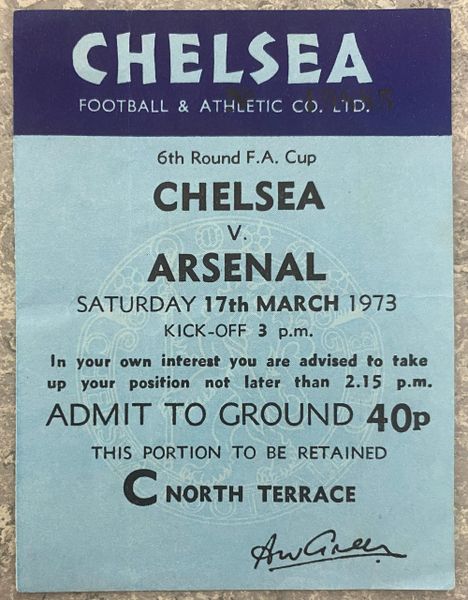 CHELSEA
FOOTBALL & ATHLETIC CO. LTD.
6th Round F.A. Cup
CHELSEA
V.
ARSENAL
SATURDAY 17th MARCH 1973
KICK-OFF 3 p.m.
In your own interest you are advised to take
up your position not later than 2.15 p.m.
ADMIT TO GROUND 40p
THIS PORTION TO BE RETAINED
C NORTH TERRACE